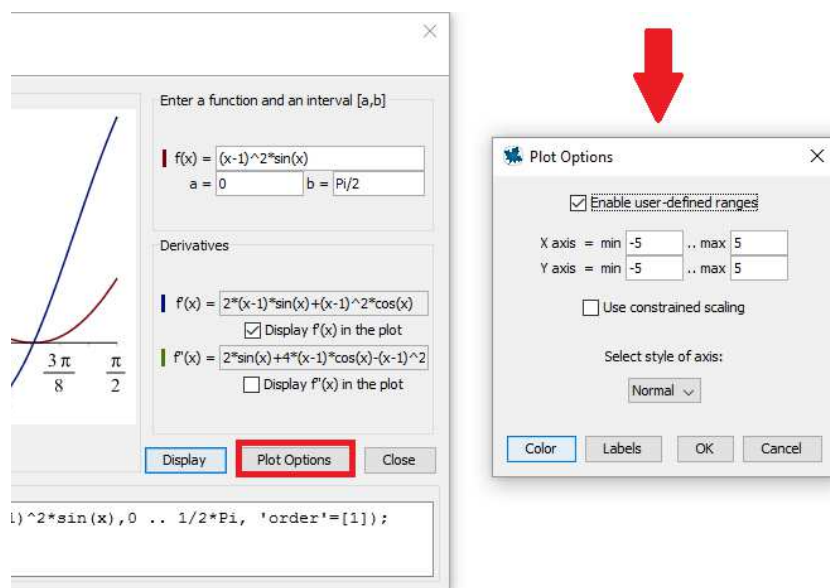 Enter a function and an interval [a,b]
f(x) = (x-1)^2*sin(x)
a = 0 b = Pi/2
Derivatives
f'(x) = 2*(x-1)*sin(x)+(x-1)^2*cos(x)
Display f'(x) in the plot
f''(x) = 2*sin(x)+4*(x-1)*cos(x)-(x-1)^2
Display f''(x) in the plot
3 π
8
π
2
Display Plot Options Close
1)^2*sin(x),0 .. 1/2*Pi, 'order'=[1]);
Plot Options
Enable user-defined ranges
X axis = min -5 .. max 5
Y axis = min -5 .. max 5
Use constrained scaling
Select style of axis:
Normal
Color Labels OK Cancel